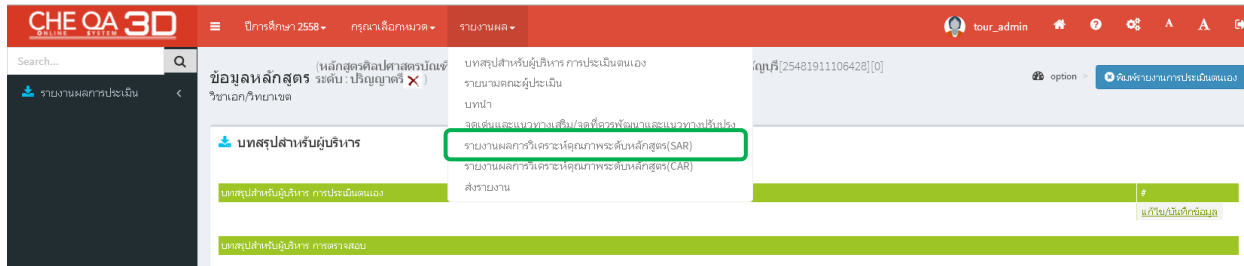 CHE QA 3D
ONLINE SYSTEM
ปีการศึกษา 2558
กรุณาเลือกหมวด
รายงานผล
tour_admin
A
A
Search...
รายงานผลการประเมิน
(หลักสูตรศิลปศาสตรบัณฑ
ญบุรี[25481911106428][0]
ข้อมูลหลักสูตร ระดับ : ปริญญาตรี )
วิชาเอก/วิทยาเขต
option >
พิมพ์รายงานการประเมินตนเอง
บทสรุปสำหรับผู้บริหาร การประเมินตนเอง
รายนามคณะผู้ประเมิน
บทนำ
จุดเด่นและแนวทางเสริม/จุดที่ควรพัฒนาและแนวทางปรับปรุง
รายงานผลการวิเคราะห์คุณภาพระดับหลักสูตร(SAR)
รายงานผลการวิเคราะห์คุณภาพระดับหลักสูตร(CAR)
ส่งรายงาน
บทสรุปสำหรับผู้บริหาร
บทสรุปสำหรับผู้บริหาร การประเมินตนเอง
#
แก้ไข/บันทึกข้อมูล
บทสรุปสำหรับผู้บริหาร การตรวจสอบ